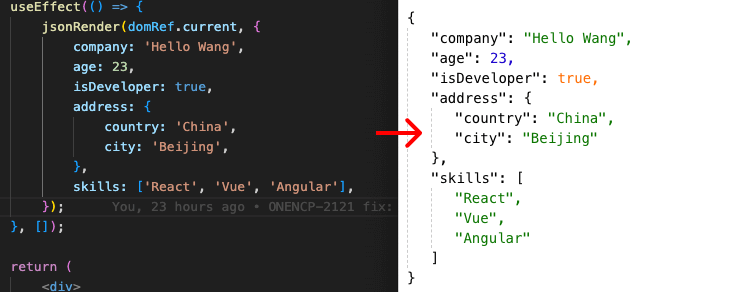 useEffect(() => {
jsonRender(domRef.current, {
company: 'Hello Wang',
age: 23,
isDeveloper: true,
address: {
country: 'China',
city: 'Beijing',
},
skills: ['React', 'Vue', 'Angular'],
}); You, 23 hours ago • ONENCP-2121 fix:
}, []);
return (
<div>
{
"company": "Hello Wang",
"age": 23,
"isDeveloper": true,
"address": {
"country": "China",
"city": "Beijing"
},
"skills": [
"React",
"Vue",
"Angular"
]
}